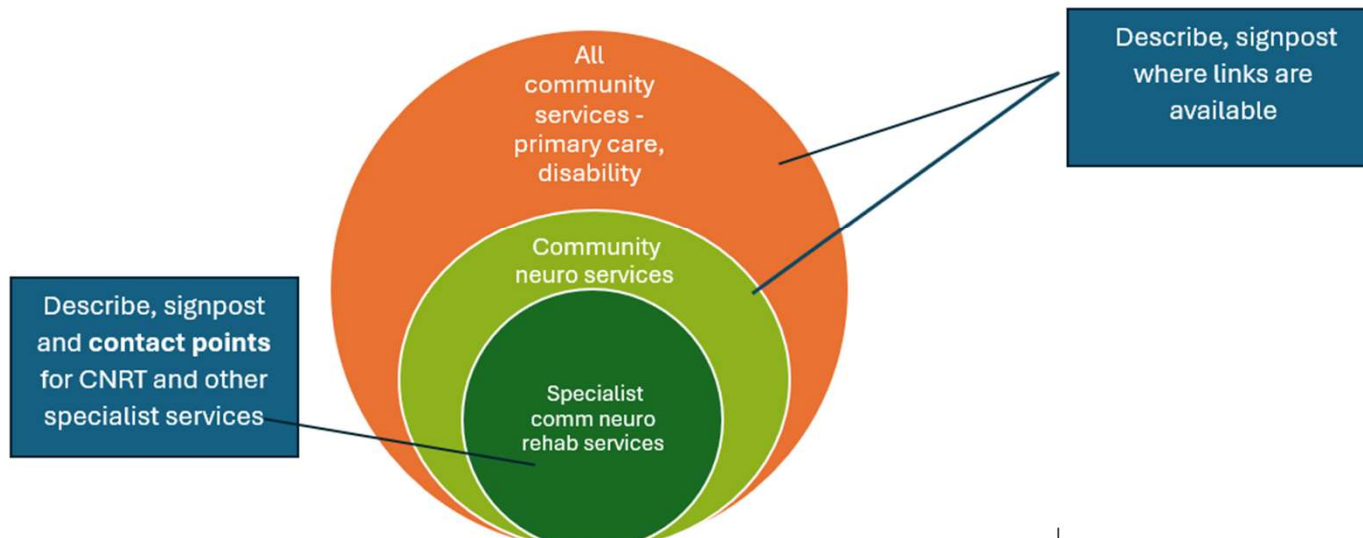 All
community
services -
primary care,
disability
Community
neuro services
Specialist
comm neuro
rehab services
Describe, signpost
where links are
available
Describe, signpost
and contact points
for CNRT and other
specialist services